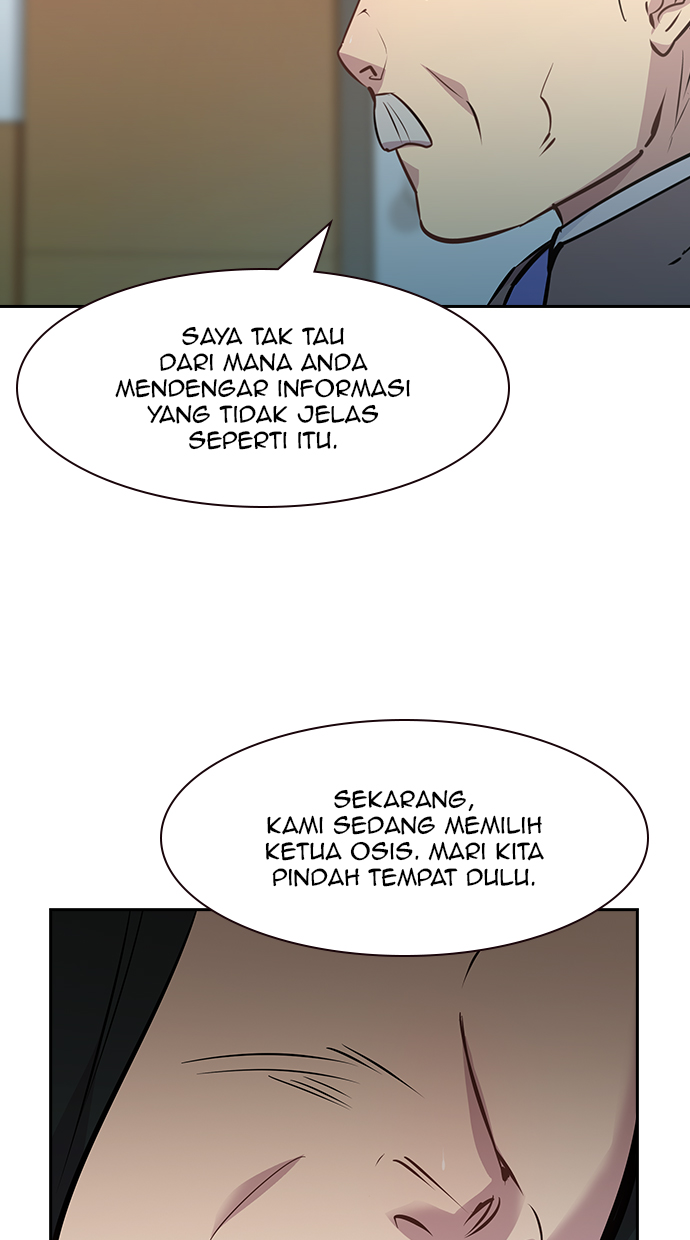 SAYA TAK TAU
DARI MANA ANDA
MENDENGAR INFORMASI
YANG TIDAK JELAS
SEPERTI ITU.
SEKARANG,
KAMI SEDANG MEMILIH
KETUA OSIS. MARI KITA
PINDAH TEMPAT DULU.